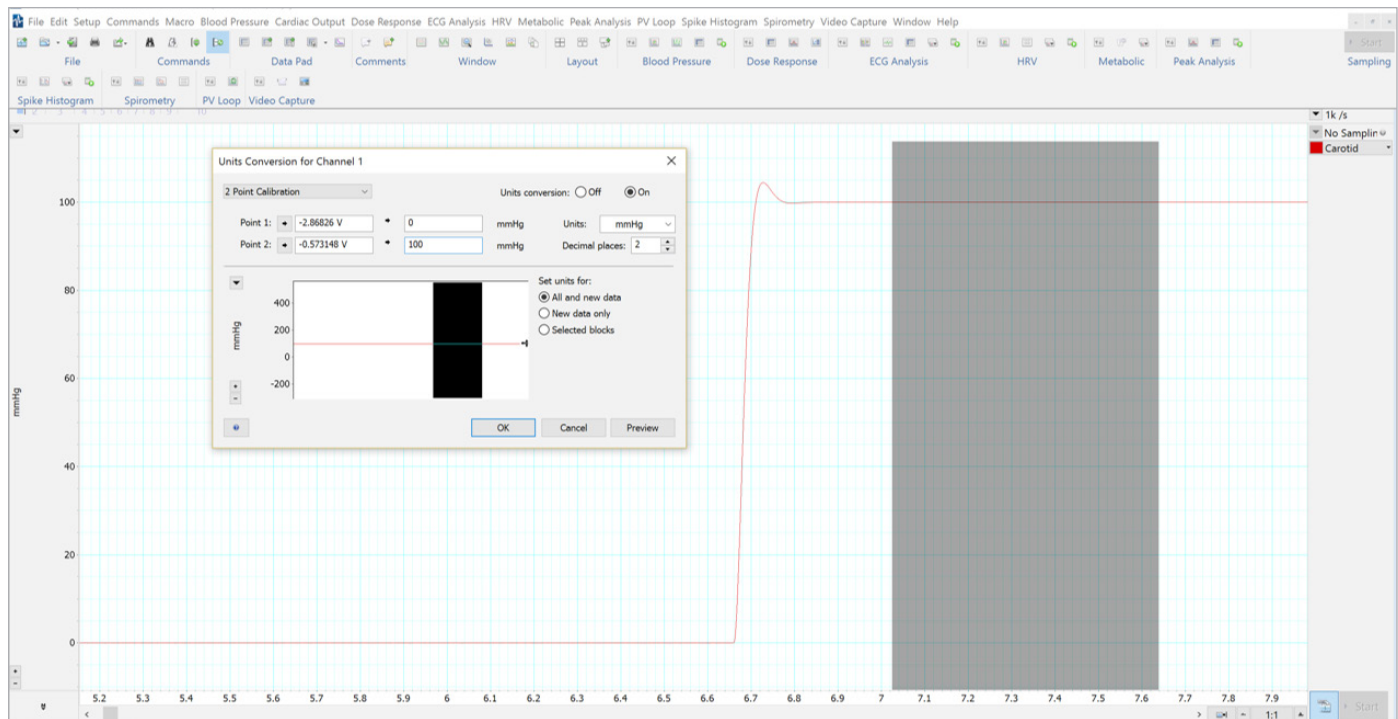 File Edit Setup Commands Macro Blood Pressure Cardiac Output Dose Response ECG Analysis HRV Metabolic Peak Analysis PV Loop Spike Histogram Spirometry Video Capture Window Help
Start
File Commands Data Pad Comments Window Layout Blood Pressure Dose Response ECG Analysis HRV Metabolic Peak Analysis Sampling
Spike Histogram Spirometry PV Loop Video Capture
1k /s
No Samplin
Carotid
Units Conversion for Channel 1
2 Point Calibration Units conversion: Off On
Point 1: -2.86826 V 0 mmHg Units: mmHg
Point 2: -0.573148 V 100 mmHg Decimal places: 2
Set units for:
All and new data
New data only
Selected blocks
400
200
0
-200
mmHg
OK Cancel Preview
100
80
60
40
20
0
mmHg
5.2 5.3 5.4 5.5 5.6 5.7 5.8 5.9 6 6.1 6.2 6.3 6.4 6.5 6.6 6.7 6.8 6.9 7 7.1 7.2 7.3 7.4 7.5 7.6 7.7 7.8 7.9
1:1
Start